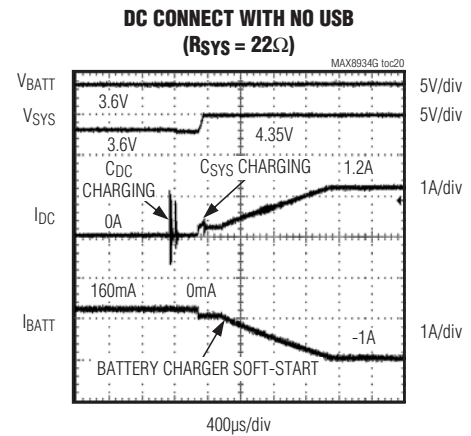 DC CONNECT WITH NO USB
(RSYS = 22Ω)
MAX8934G toc20
VBATT
3.6V
5V/div
VSYS
5V/div
3.6V
4.35V
CDC
CHARGING
CSYS CHARGING
1.2A
1A/div
IDC
0A
160mA
0mA
IBATT
-1A
1A/div
BATTERY CHARGER SOFT-START
400µs/div